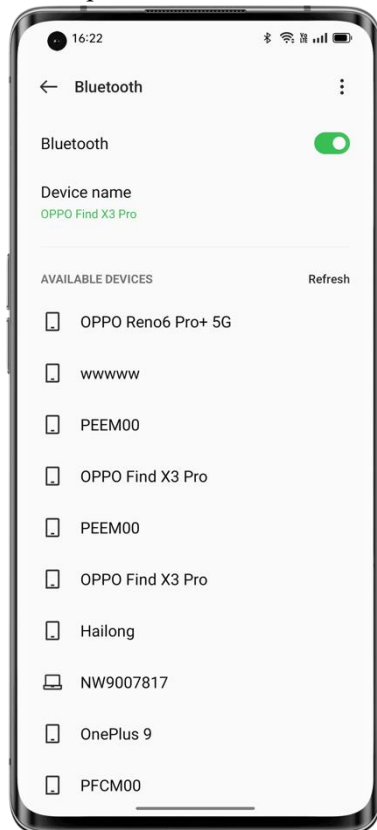 16:22
Bluetooth
Bluetooth
Device name
OPPO Find X3 Pro
AVAILABLE DEVICES Refresh
OPPO Reno6 Pro+ 5G
wwwww
PEEM00
OPPO Find X3 Pro
PEEM00
OPPO Find X3 Pro
Hailong
NW9007817
OnePlus 9
PFCM00